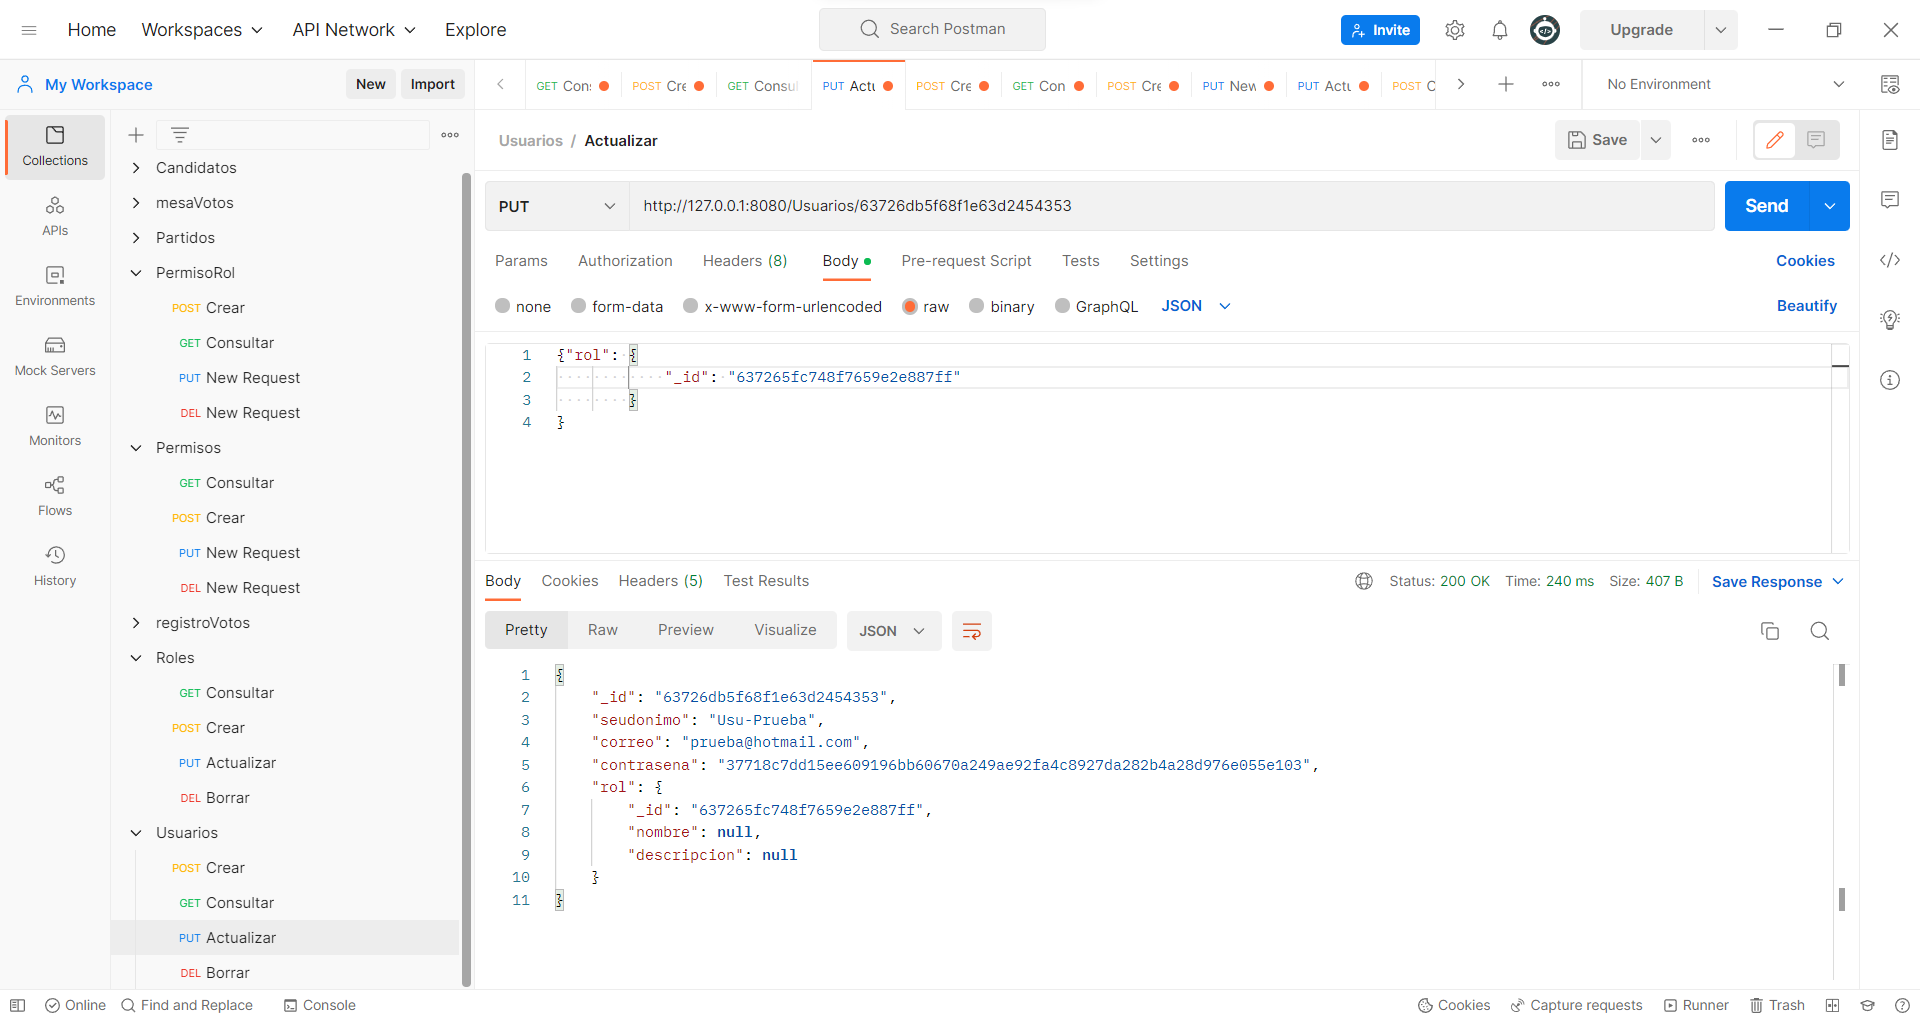 Home
Workspaces
API Network
Explore
Search Postman
Invite
Upgrade
My Workspace
New
Import
GET Con
POST Cre
GET Consul
PUT Actu
POST Cre
GET Con
POST Cre
PUT New
PUT Actu
POST C
No Environment
Collections
APIs
Environments
Mock Servers
Monitors
Flows
History
Candidatos
mesaVotos
Partidos
PermisoRol
POST Crear
GET Consultar
PUT New Request
DEL New Request
Permisos
GET Consultar
POST Crear
PUT New Request
DEL New Request
registroVotos
Roles
GET Consultar
POST Crear
PUT Actualizar
DEL Borrar
Usuarios
POST Crear
GET Consultar
PUT Actualizar
DEL Borrar
Usuarios / Actualizar
Save
PUT
http://127.0.0.1:8080/Usuarios/63726db5f68f1e63d2454353
Send
Params
Authorization
Headers (8)
Body
Pre-request Script
Tests
Settings
Cookies
none
form-data
x-www-form-urlencoded
raw
binary
GraphQL
JSON
Beautify
1 {"rol": {
2 "_id": "637265fc748f7659e2e887ff"
3 }
4 }
Body
Cookies
Headers (5)
Test Results
Status: 200 OK
Time: 240 ms
Size: 407 B
Save Response
Pretty
Raw
Preview
Visualize
JSON
1 {
2 "_id": "63726db5f68f1e63d2454353",
3 "seudonimo": "Usu-Prueba",
4 "correo": "prueba@hotmail.com",
5 "contrasena": "37718c7dd15ee609196bb60670a249ae92fa4c8927da282b4a28d976e055e103",
6 "rol": {
7 "_id": "637265fc748f7659e2e887ff",
8 "nombre": null,
9 "descripcion": null
10 }
11 }
Online
Find and Replace
Console
Cookies
Capture requests
Runner
Trash